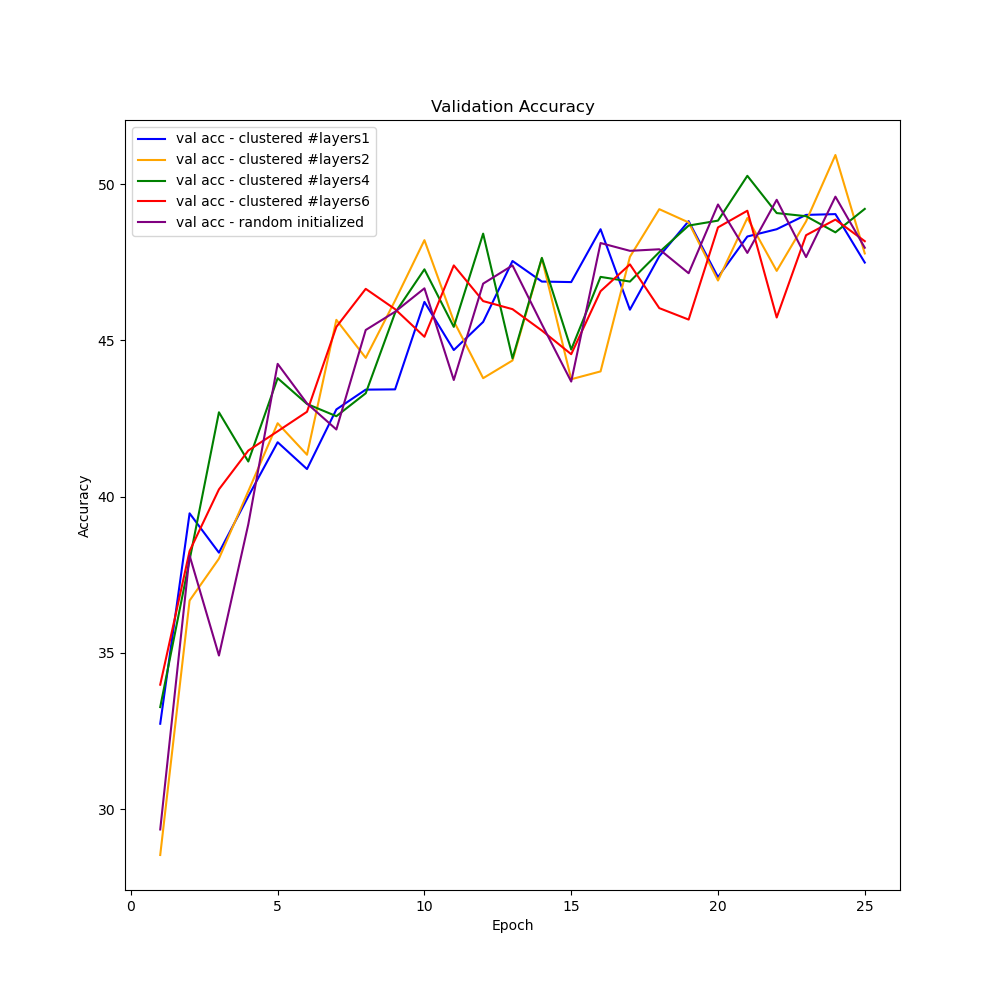 Validation Accuracy
val acc - clustered #layers1
val acc - clustered #layers2
val acc - clustered #layers4
val acc - clustered #layers6
val acc - random initialized
50
45
40
35
30
Accuracy
0 5 10 15 20 25
Epoch